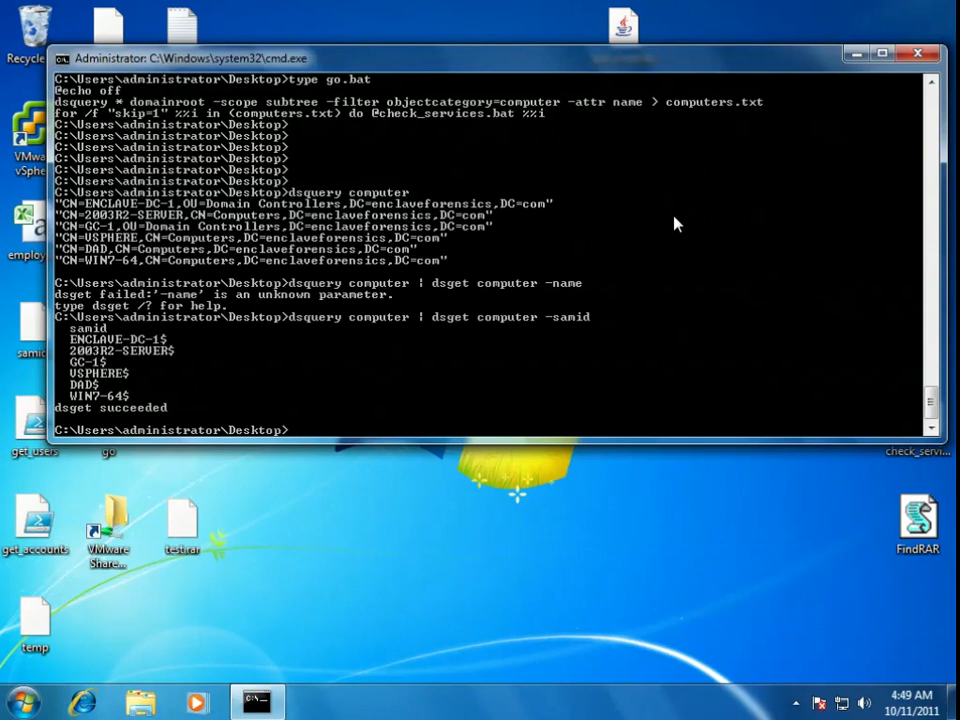 Recycle
Administrator: C:\Windows\system32\cmd.exe
C:\Users\administrator\Desktop>type go.bat
@echo off
dsquery * domainroot -scope subtree -filter objectcategory=computer -attr name > computers.txt
for /f "skip=1" %%i in (computers.txt) do @check_services.bat %%i
C:\Users\administrator\Desktop>
C:\Users\administrator\Desktop>
C:\Users\administrator\Desktop>
C:\Users\administrator\Desktop>
C:\Users\administrator\Desktop>
C:\Users\administrator\Desktop>
C:\Users\administrator\Desktop>dsquery computer
"CN=ENCLAVE-DC-1,OU=Domain Controllers,DC=enclaveforensics,DC=com"
"CN=2003R2-SERVER,CN=Computers,DC=enclaveforensics,DC=com"
"CN=GC-1,OU=Domain Controllers,DC=enclaveforensics,DC=com"
"CN=VSPHERE,CN=Computers,DC=enclaveforensics,DC=com"
"CN=DAD,CN=Computers,DC=enclaveforensics,DC=com"
"CN=WIN7-64,CN=Computers,DC=enclaveforensics,DC=com"
C:\Users\administrator\Desktop>dsquery computer | dsget computer -name
dsget failed:'-name' is an unknown parameter.
type dsget /? for help.
C:\Users\administrator\Desktop>dsquery computer | dsget computer -samid
samid
ENCLAVE-DC-1$
2003R2-SERVER$
GC-1$
VSPHERE$
DAD$
WIN7-64$
dsget succeeded
C:\Users\administrator\Desktop>
VMwa
vSphe
employ
samid
get_users
go
check_servi...
get_accounts
VMware
Share...
testrar
FindRAR
temp
C:\
4:49 AM
10/11/2011